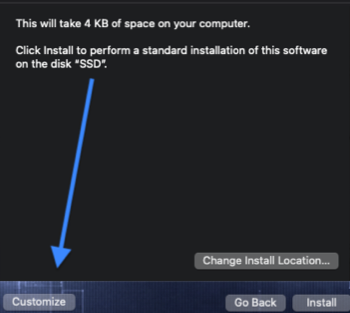 This will take 4 KB of space on your computer.
Click Install to perform a standard installation of this software
on the disk “SSD”.
Change Install Location...
Customize
Go Back
Install